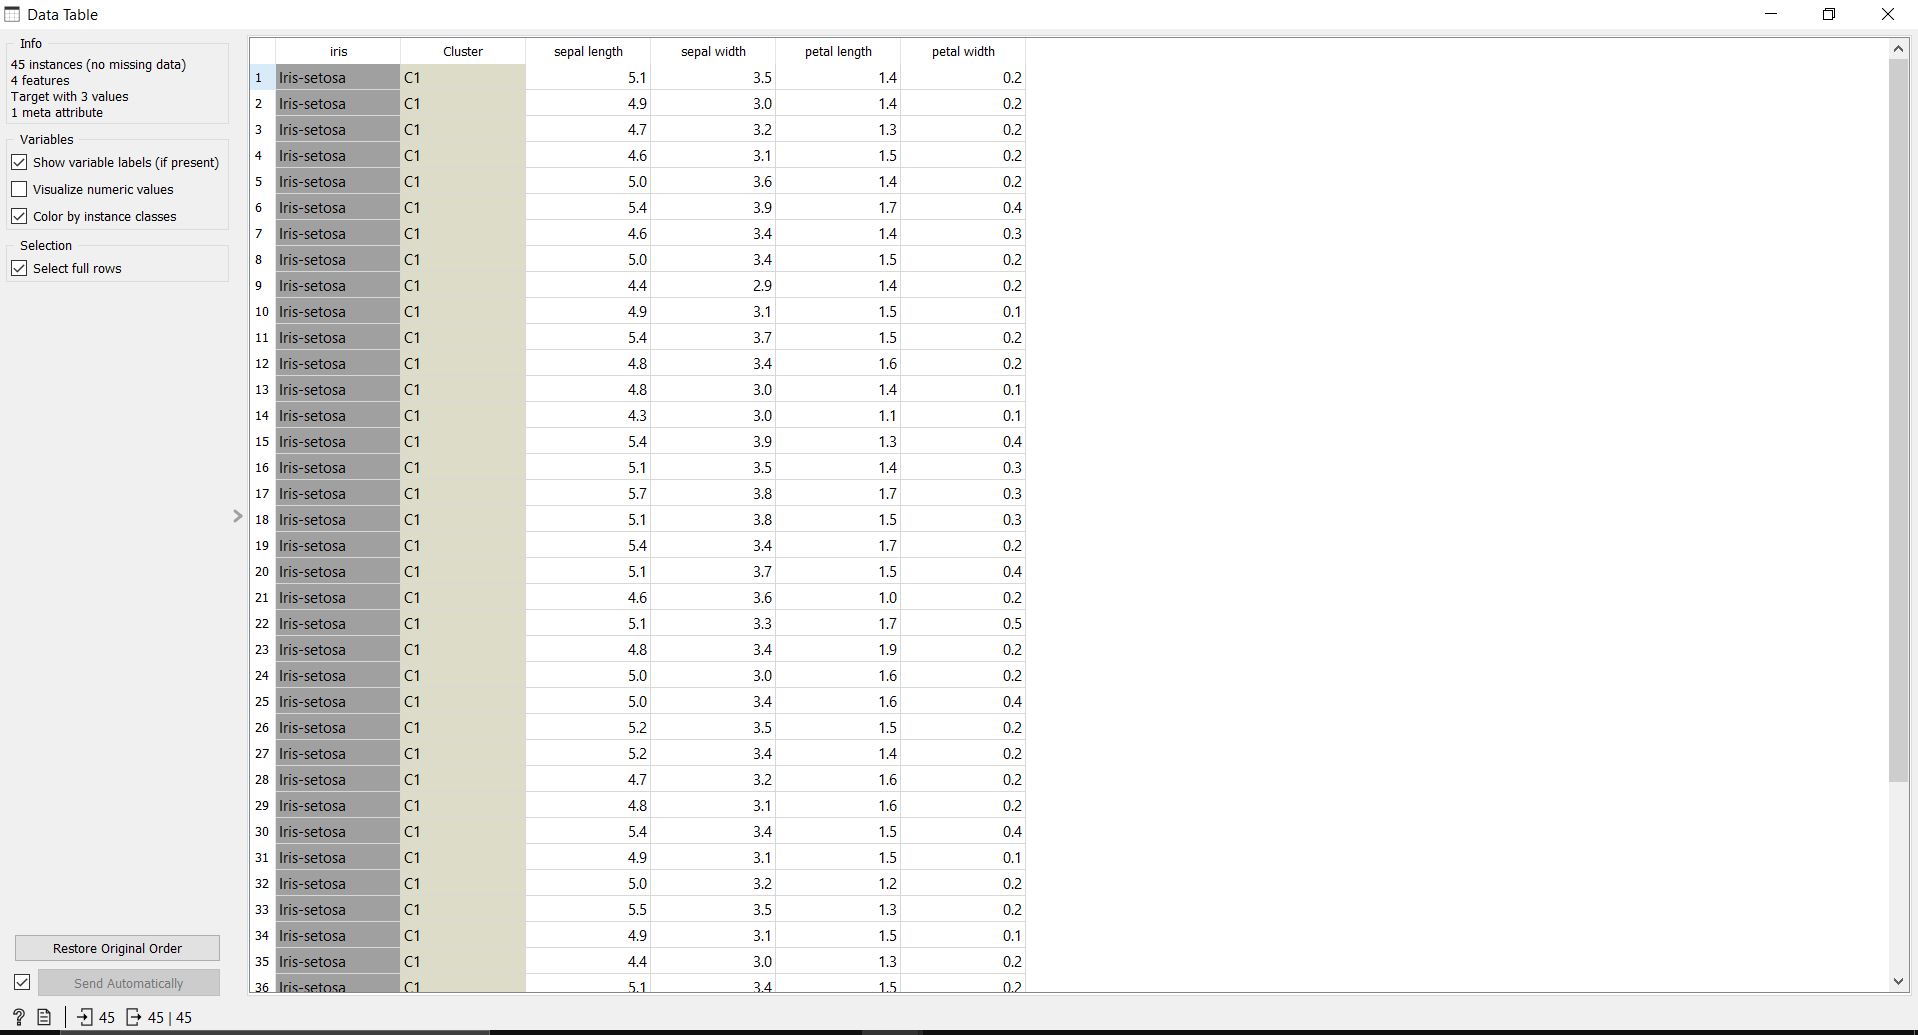 Data Table
Info
45 instances (no missing data)
4 features
Target with 3 values
1 meta attribute
Variables
Show variable labels (if present)
Visualize numeric values
Color by instance classes
Selection
Select full rows
iris Cluster sepal length sepal width petal length petal width
1 Iris-setosa C1 5.1 3.5 1.4 0.2
2 Iris-setosa C1 4.9 3.0 1.4 0.2
3 Iris-setosa C1 4.7 3.2 1.3 0.2
4 Iris-setosa C1 4.6 3.1 1.5 0.2
5 Iris-setosa C1 5.0 3.6 1.4 0.2
6 Iris-setosa C1 5.4 3.9 1.7 0.4
7 Iris-setosa C1 4.6 3.4 1.4 0.3
8 Iris-setosa C1 5.0 3.4 1.5 0.2
9 Iris-setosa C1 4.4 2.9 1.4 0.2
10 Iris-setosa C1 4.9 3.1 1.5 0.1
11 Iris-setosa C1 5.4 3.7 1.5 0.2
12 Iris-setosa C1 4.8 3.4 1.6 0.2
13 Iris-setosa C1 4.8 3.0 1.4 0.1
14 Iris-setosa C1 4.3 3.0 1.1 0.1
15 Iris-setosa C1 5.4 3.9 1.3 0.4
16 Iris-setosa C1 5.1 3.5 1.4 0.3
17 Iris-setosa C1 5.7 3.8 1.7 0.3
18 Iris-setosa C1 5.1 3.8 1.5 0.3
19 Iris-setosa C1 5.4 3.4 1.7 0.2
20 Iris-setosa C1 5.1 3.7 1.5 0.4
21 Iris-setosa C1 4.6 3.6 1.0 0.2
22 Iris-setosa C1 5.1 3.3 1.7 0.5
23 Iris-setosa C1 4.8 3.4 1.9 0.2
24 Iris-setosa C1 5.0 3.0 1.6 0.2
25 Iris-setosa C1 5.0 3.4 1.6 0.4
26 Iris-setosa C1 5.2 3.5 1.5 0.2
27 Iris-setosa C1 5.2 3.4 1.4 0.2
28 Iris-setosa C1 4.7 3.2 1.6 0.2
29 Iris-setosa C1 4.8 3.1 1.6 0.2
30 Iris-setosa C1 5.4 3.4 1.5 0.4
31 Iris-setosa C1 4.9 3.1 1.5 0.1
32 Iris-setosa C1 5.0 3.2 1.2 0.2
33 Iris-setosa C1 5.5 3.5 1.3 0.2
34 Iris-setosa C1 4.9 3.1 1.5 0.1
35 Iris-setosa C1 4.4 3.0 1.3 0.2
36 Iris-setosa C1 5.1 3.4 1.5 0.2
Restore Original Order
Send Automatically
? 45 45 | 45